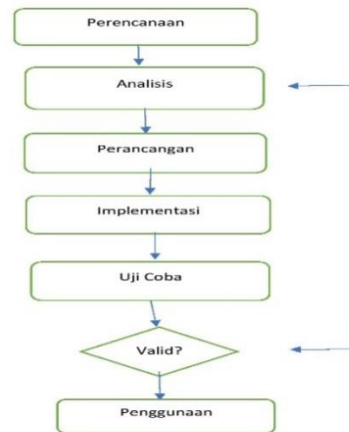 Perencanaan
Analisis
Perancangan
Implementasi
Uji Coba
Valid?
Penggunaan